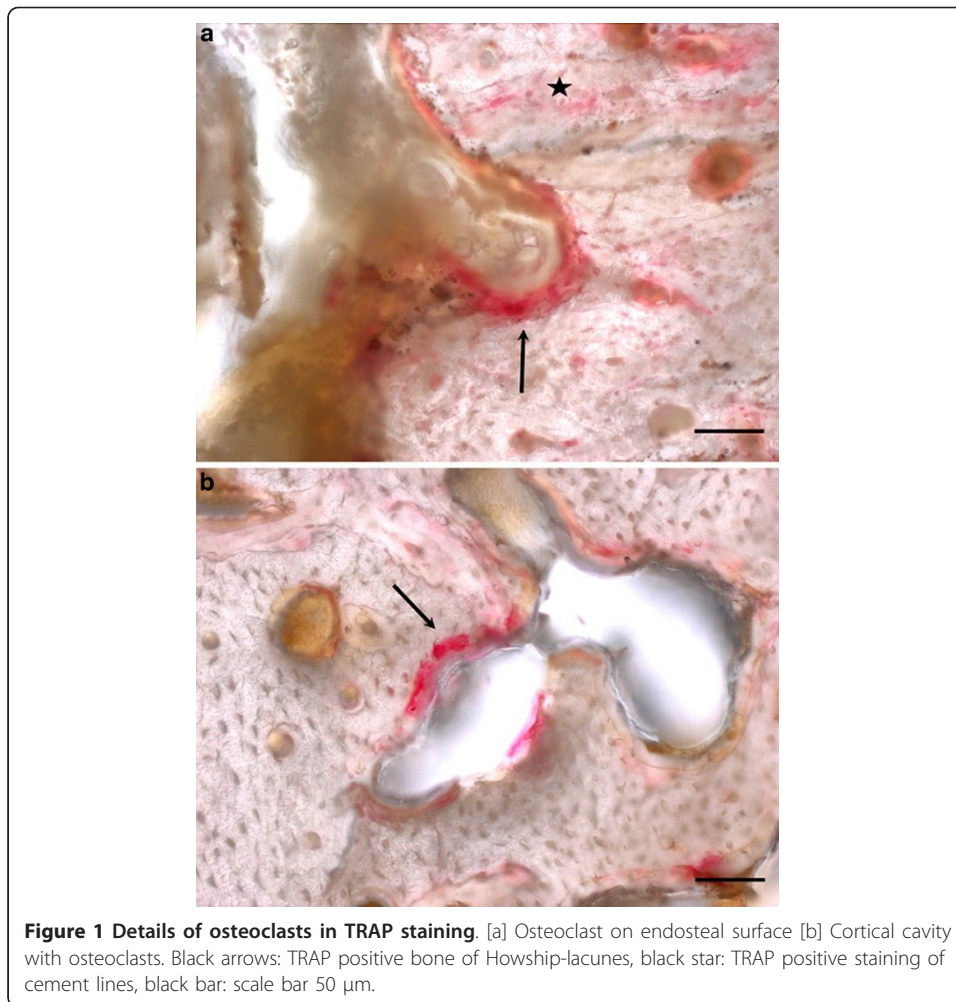 a
b
Figure 1 Details of osteoclasts in TRAP staining. [a] Osteoclast on endosteal surface [b] Cortical cavity
with osteoclasts. Black arrows: TRAP positive bone of Howship-lacunes, black star: TRAP positive staining of
cement lines, black bar: scale bar 50 µm.